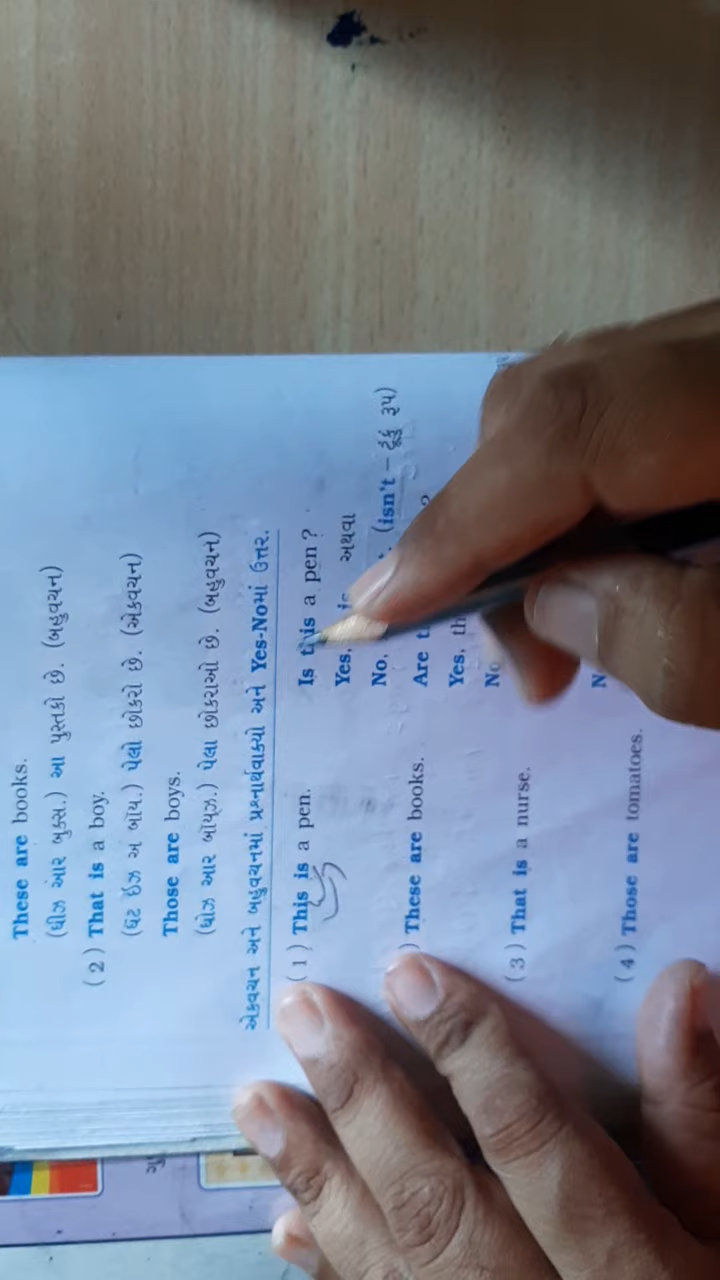 These are books.
(ધીઝ આર બુક્સ.) આ પુસ્તકો છે. (બહુવચન)
(2) That is a boy.
(ધૅટ ઈઝ અ બૉય.) પેલો છોકરો છે. (એકવચન)
Those are boys.
(ધોઝ આર બૉય્ઝ.) પેલા છોકરાઓ છે. (બહુવચન)
એકવચન અને બહુવચનમાં પ્રશ્નાર્થવાક્યો અને Yes-Noમાં ઉત્તર.
(1) This is a pen. Is this a pen ?
Yes, અથવા
No, (isn't – ટૂંકું રૂપ)
) These are books. Are ?
Yes,
No
(3) That is a nurse.
(4) Those are tomatoes.